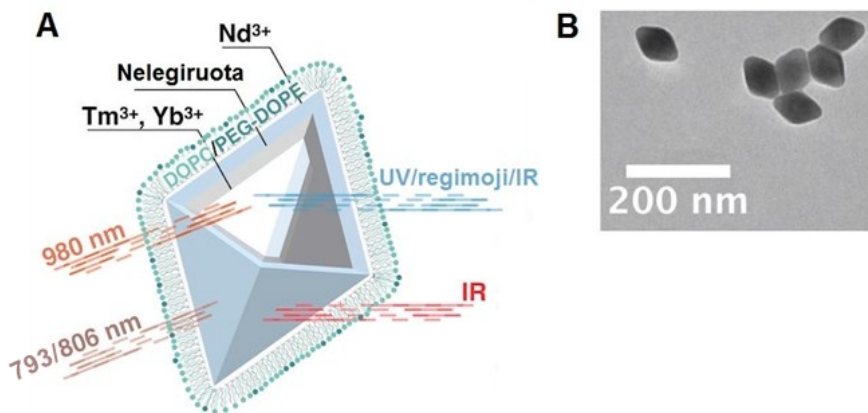 A
Nd³⁺
Nelegiruota
Tm³⁺, Yb³⁺
DOPC/PEG-DOPE
UV/regimoji/IR
980 nm
IR
793/806 nm
B
200 nm